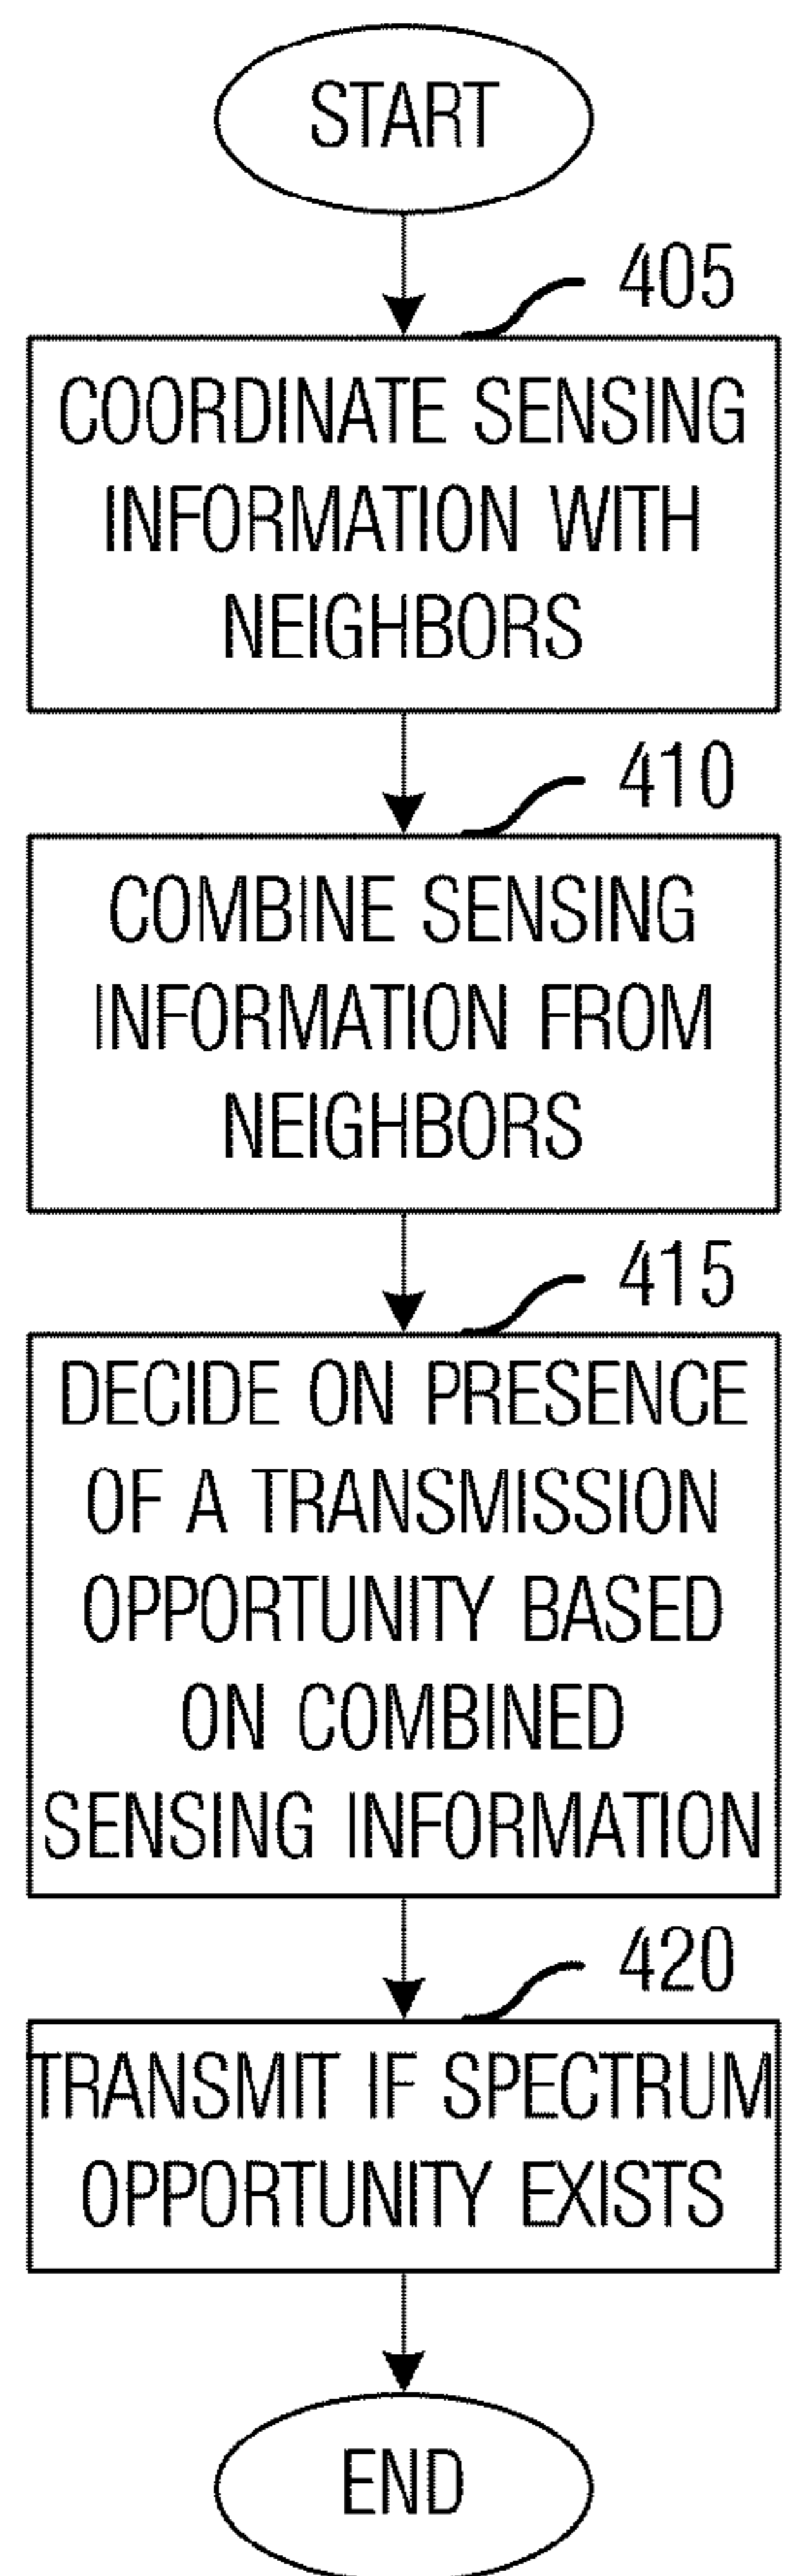 START
405
COORDINATE SENSING
INFORMATION WITH
NEIGHBORS
410
COMBINE SENSING
INFORMATION FROM
NEIGHBORS
415
DECIDE ON PRESENCE
OF A TRANSMISSION
OPPORTUNITY BASED
ON COMBINED
SENSING INFORMATION
420
TRANSMIT IF SPECTRUM
OPPORTUNITY EXISTS
END